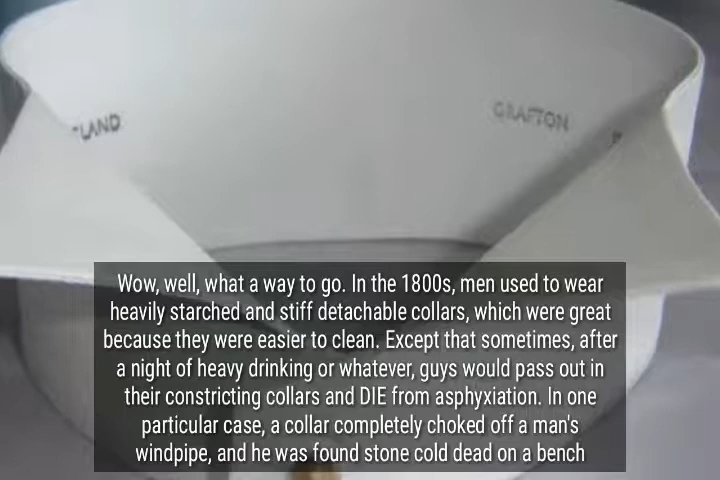 LAND
GRAFTON
Wow, well, what a way to go. In the 1800s, men used to wear
heavily starched and stiff detachable collars, which were great
because they were easier to clean. Except that sometimes, after
a night of heavy drinking or whatever, guys would pass out in
their constricting collars and DIE from asphyxiation. In one
particular case, a collar completely choked off a man's
windpipe, and he was found stone cold dead on a bench